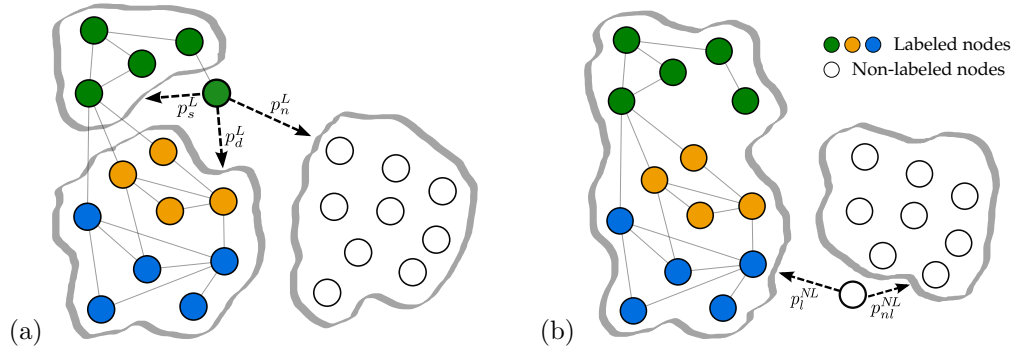 Labeled nodes
Non-labeled nodes
p_s^L
p_n^L
p_d^L
p_l^{NL}
p_{nl}^{NL}
(a)
(b)